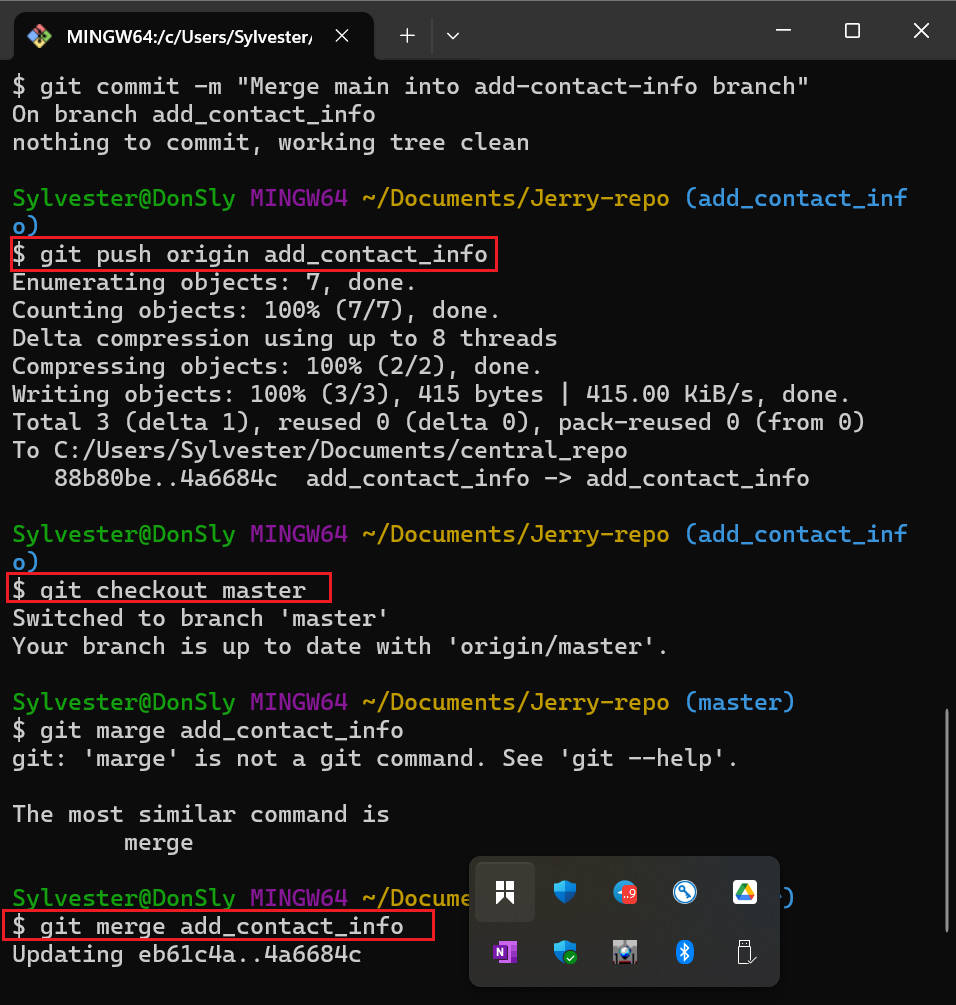 MINGW64:/c/Users/Sylvester/
$ git commit -m "Merge main into add-contact-info branch"
On branch add_contact_info
nothing to commit, working tree clean
Sylvester@DonSly MINGW64 ~/Documents/Jerry-repo (add_contact_inf
o)
$ git push origin add_contact_info
Enumerating objects: 7, done.
Counting objects: 100% (7/7), done.
Delta compression using up to 8 threads
Compressing objects: 100% (2/2), done.
Writing objects: 100% (3/3), 415 bytes | 415.00 KiB/s, done.
Total 3 (delta 1), reused 0 (delta 0), pack-reused 0 (from 0)
To C:/Users/Sylvester/Documents/central_repo
   88b80be..4a6684c  add_contact_info -> add_contact_info
Sylvester@DonSly MINGW64 ~/Documents/Jerry-repo (add_contact_inf
o)
$ git checkout master
Switched to branch 'master'
Your branch is up to date with 'origin/master'.
Sylvester@DonSly MINGW64 ~/Documents/Jerry-repo (master)
$ git marge add_contact_info
git: 'marge' is not a git command. See 'git --help'.
The most similar command is
        merge
Sylvester@DonSly MINGW64 ~/Docume
)
$ git merge add_contact_info
Updating eb61c4a..4a6684c
N